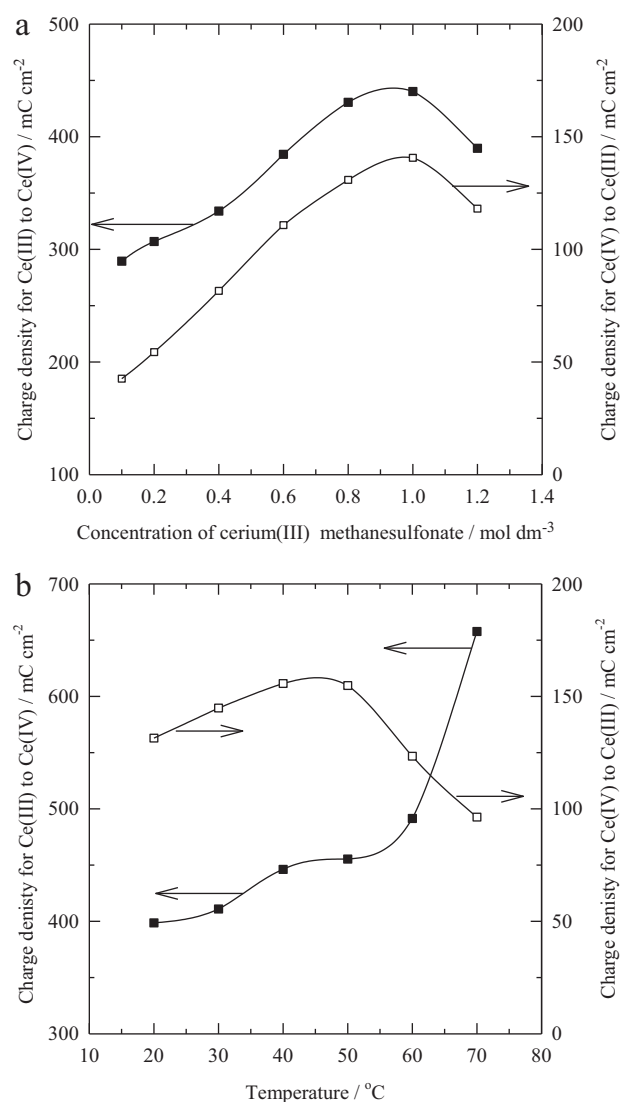 a
500
400
300
200
100
200
150
100
50
0
0.0 0.2 0.4 0.6 0.8 1.0 1.2 1.4
Charge density for Ce(III) to Ce(IV) / mC cm-2
Charge density for Ce(IV) to Ce(III) / mC cm-2
Concentration of cerium(III) methanesulfonate / mol dm-3
b
700
600
500
400
300
200
150
100
50
0
10 20 30 40 50 60 70 80
Charge denisty for Ce(III) to Ce(IV) / mC cm-2
Charge denisty for Ce(IV) to Ce(III) / mC cm-2
Temperature / oC